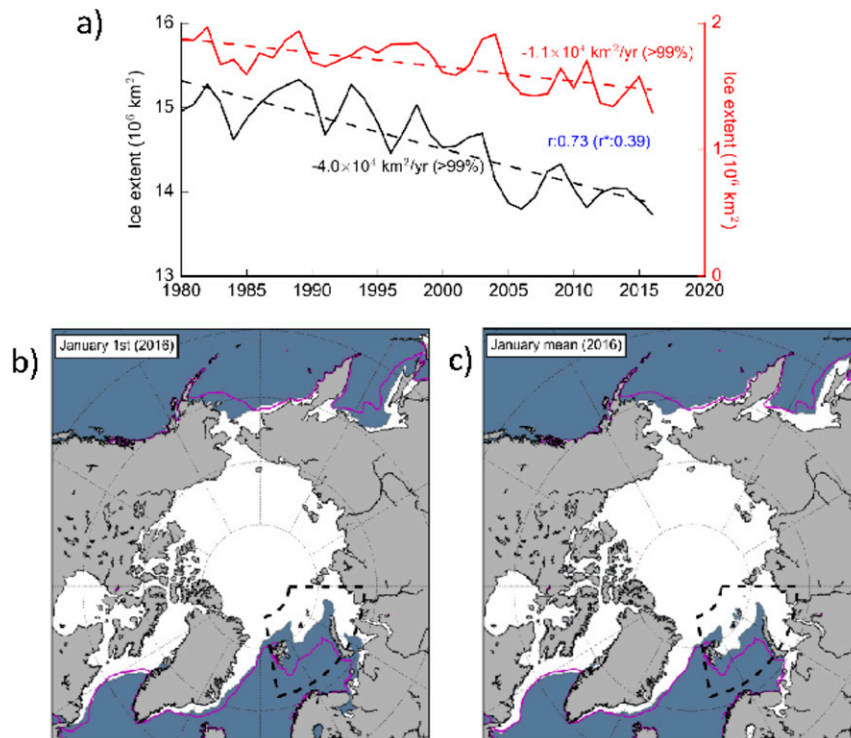 a)
16
15
14
13
Ice extent (10⁶ km²)
-1.1×10⁴ km²/yr (>99%)
r:0.73 (r*:0.39)
-4.0×10⁴ km²/yr (>99%)
2
1
0
Ice extent (10⁶ km²)
1980 1985 1990 1995 2000 2005 2010 2015 2020
b)
January 1st (2016)
c)
January mean (2016)